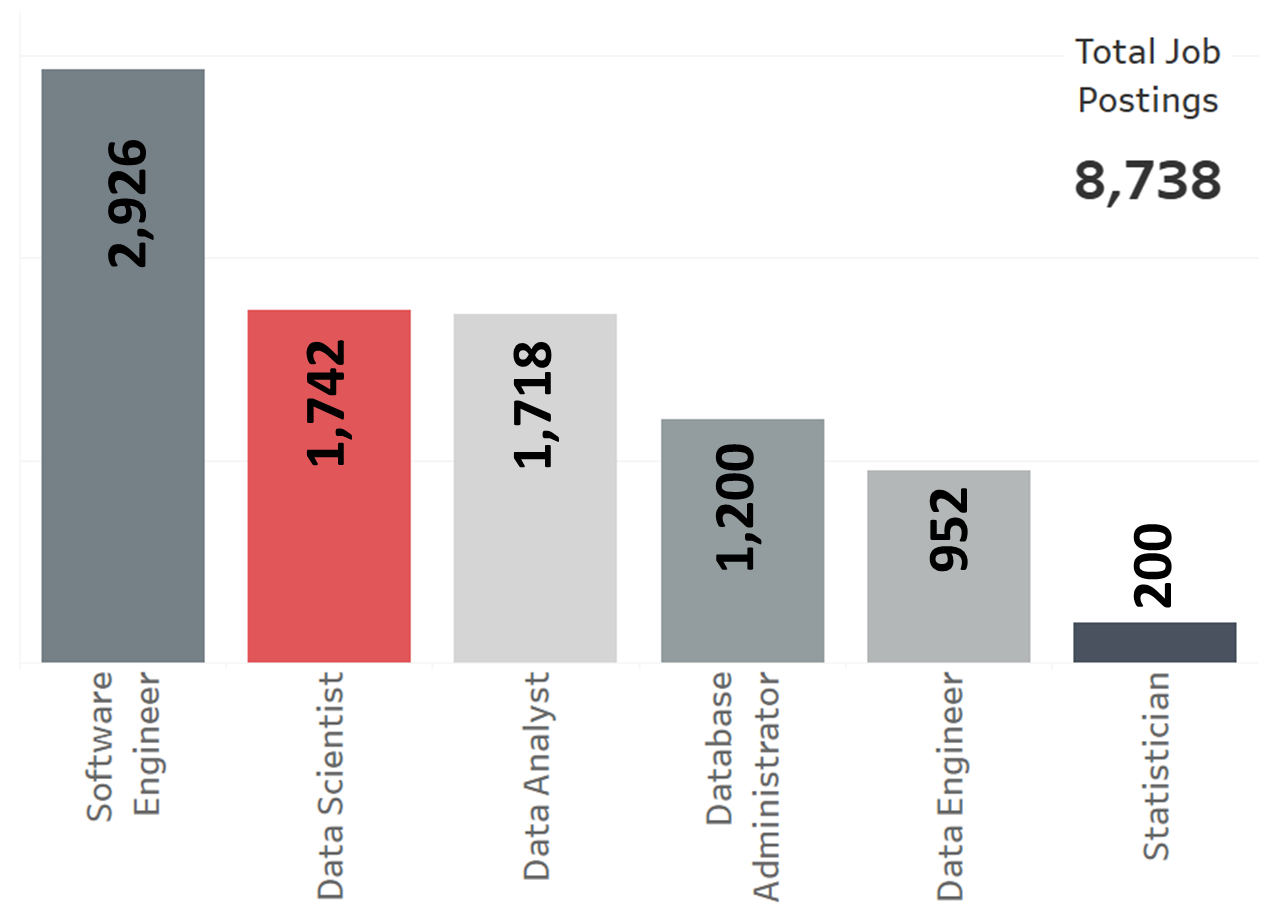 Total Job
Postings
8,738
2,926
1,742
1,718
1,200
952
200
Software
Engineer
Data Scientist
Data Analyst
Database
Administrator
Data Engineer
Statistician